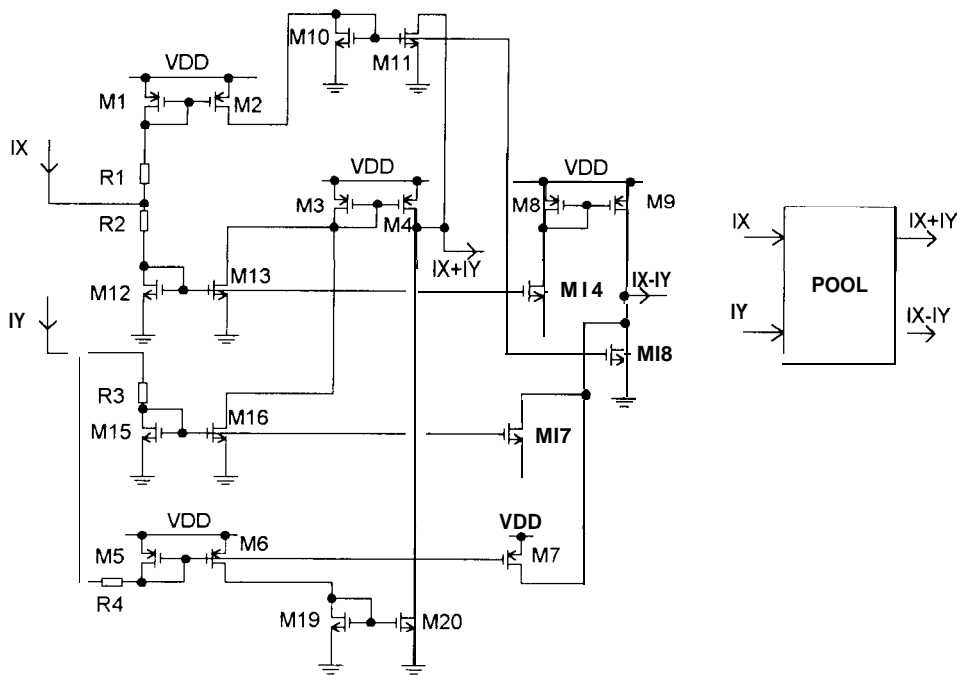 M10
M11
VDD
M1
M2
IX
R1
R2
VDD
M3
M4
IX+IY
M12
M13
VDD
M8
M9
MI4
IX-IY
MI8
IX
IX+IY
POOL
IY
IX-IY
IY
R3
M15
M16
MI7
VDD
M5
M6
VDD
M7
R4
M19
M20